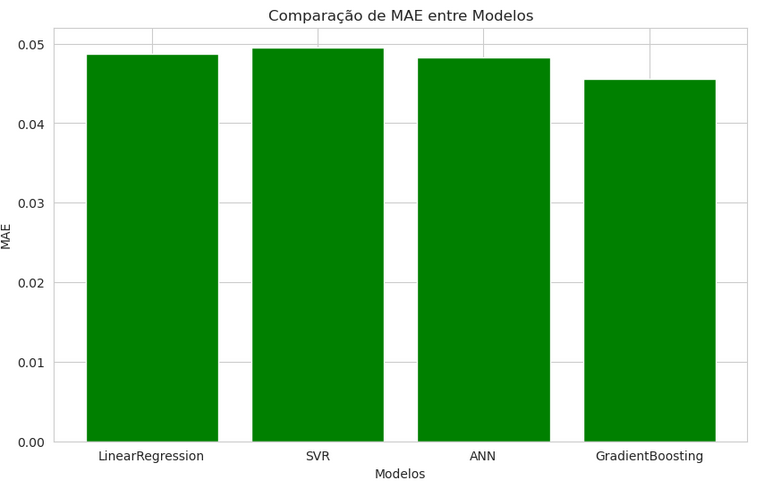 Comparação de MAE entre Modelos
0.05
0.04
0.03
0.02
0.01
0.00
MAE
LinearRegression SVR ANN GradientBoosting
Modelos